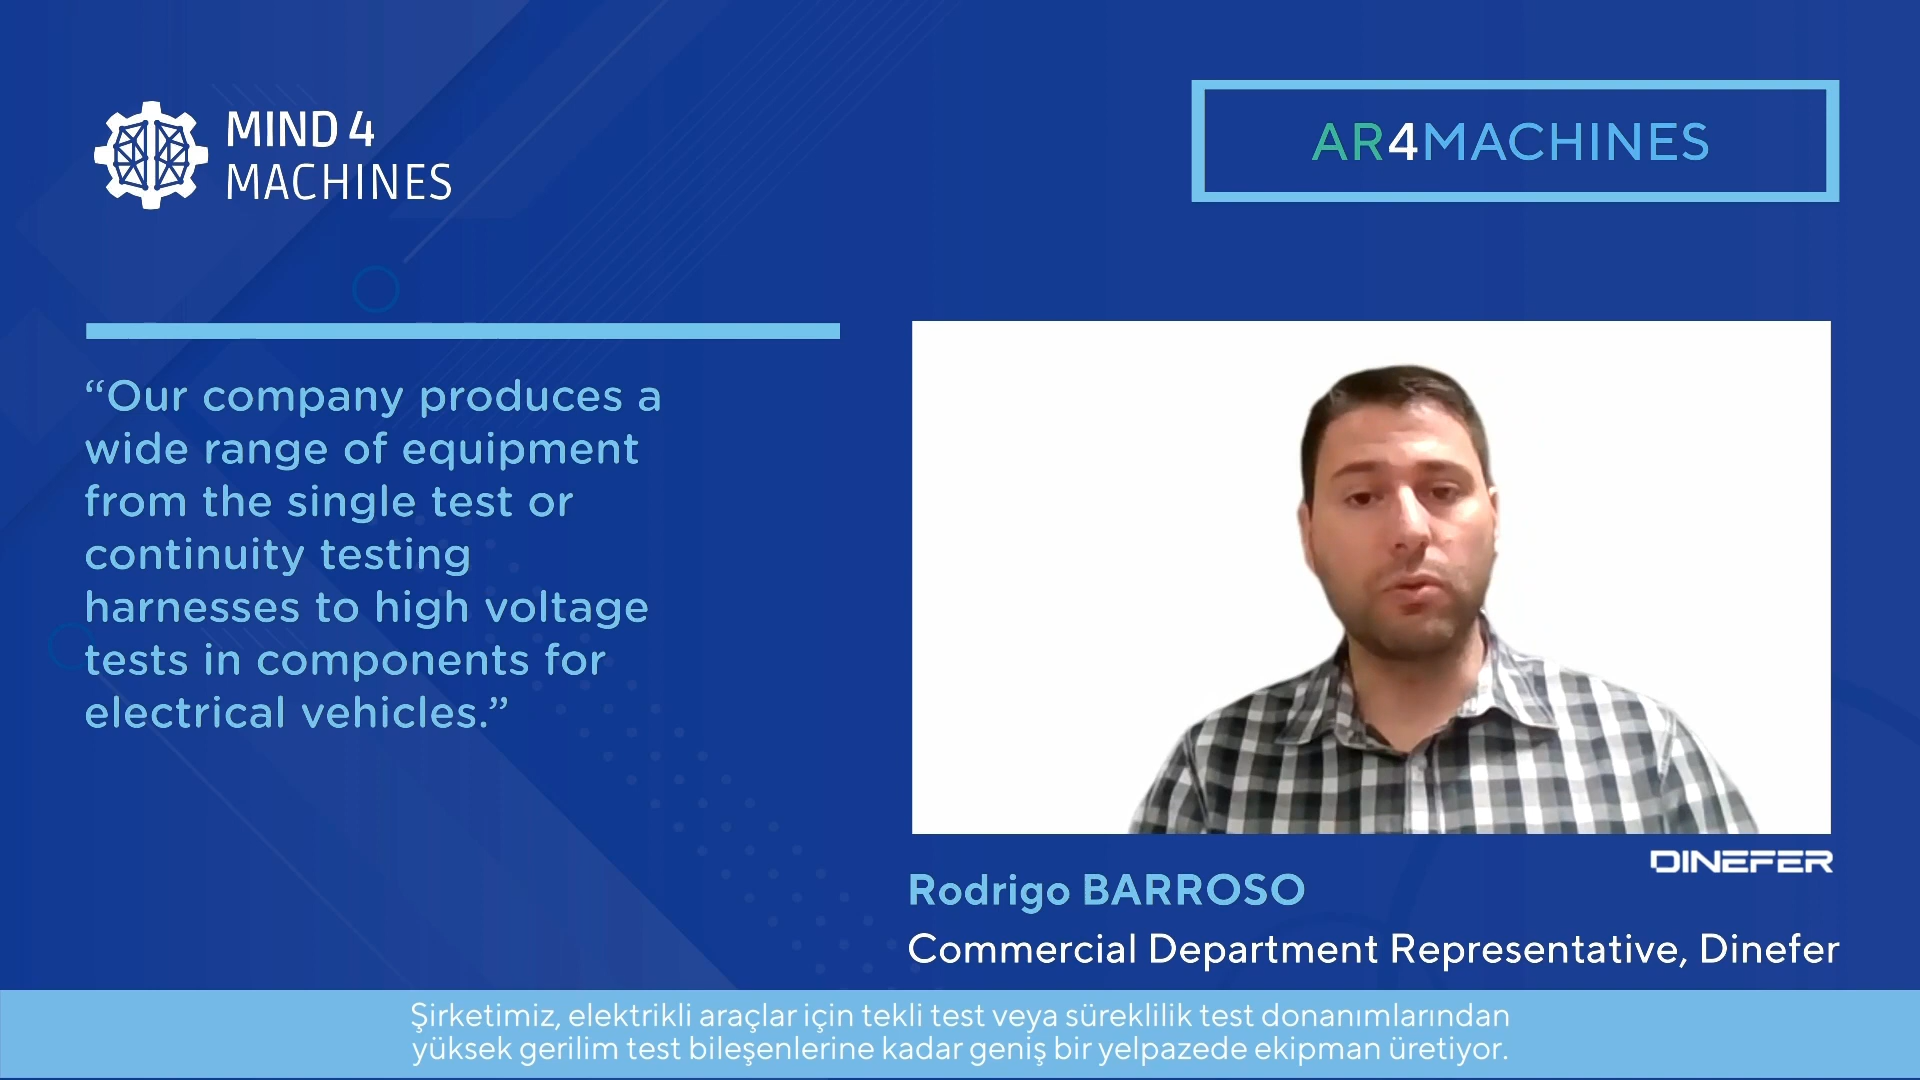 MIND 4
MACHINES
AR4MACHINES
“Our company produces a
wide range of equipment
from the single test or
continuity testing
harnesses to high voltage
tests in components for
electrical vehicles.”
DINEFER
Rodrigo BARROSO
Commercial Department Representative, Dinefer
Şirketimiz, elektrikli araçlar için tekli test veya süreklilik test donanımlarından
yüksek gerilim test bileşenlerine kadar geniş bir yelpazede ekipman üretiyor.